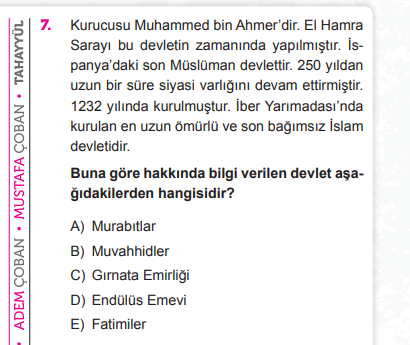 7. Kurucusu Muhammed bin Ahmer'dir. El Hamra
Sarayı bu devletin zamanında yapılmıştır. İs-
panya'daki son Müslüman devlettir. 250 yıldan
uzun bir süre siyasi varlığını devam ettirmiştir.
1232 yılında kurulmuştur. İber Yarımadası'nda
kurulan en uzun ömürlü ve son bağımsız İslam
devletidir.
Buna göre hakkında bilgi verilen devlet aşa-
ğıdakilerden hangisidir?
A) Murabıtlar
B) Muvahhidler
C) Gırnata Emirliği
D) Endülüs Emevi
E) Fatimiler
• ADEM ÇOBAN • MUSTAFA ÇOBAN • TAHAYYÜL